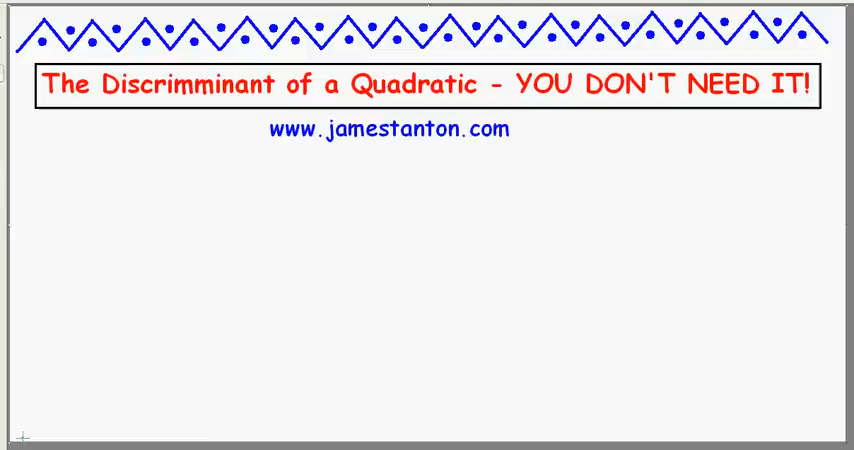 The Discrimminant of a Quadratic - YOU DON'T NEED IT!
www.jamestanton.com